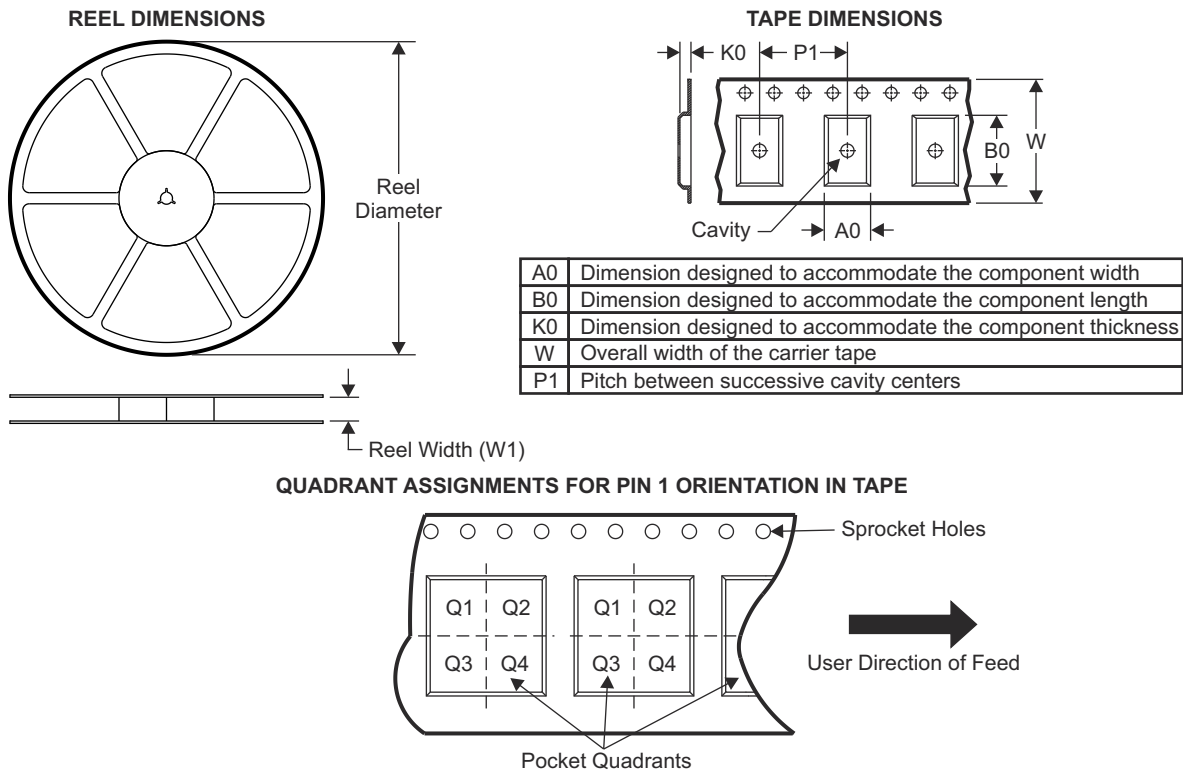 REEL DIMENSIONS
Reel
Diameter
Reel Width (W1)
TAPE DIMENSIONS
K0 P1
B0 W
Cavity A0
A0 Dimension designed to accommodate the component width
B0 Dimension designed to accommodate the component length
K0 Dimension designed to accommodate the component thickness
W Overall width of the carrier tape
P1 Pitch between successive cavity centers
QUADRANT ASSIGNMENTS FOR PIN 1 ORIENTATION IN TAPE
Sprocket Holes
Q1 Q2 Q1 Q2
Q3 Q4 Q3 Q4
User Direction of Feed
Pocket Quadrants